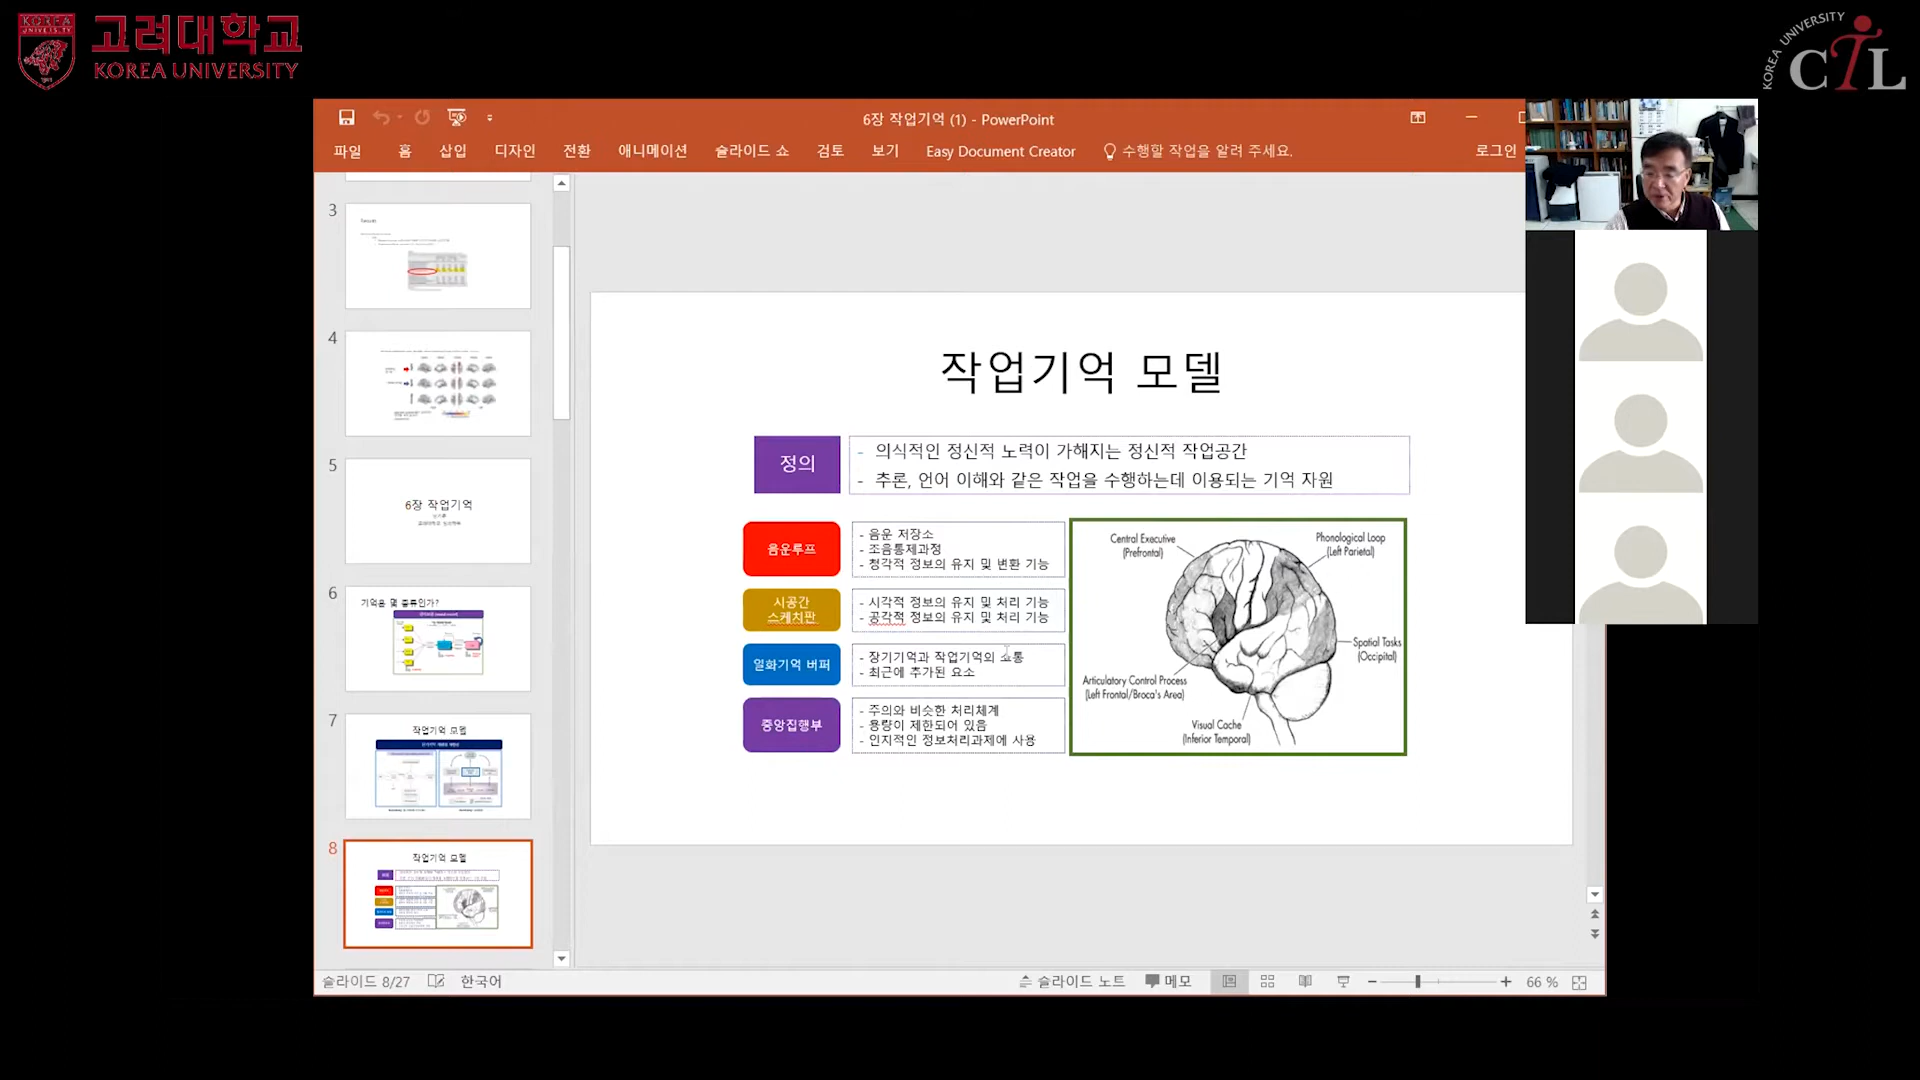 KOREA UNIVERSITY
고려대학교
KOREA UNIVERSITY
KOREA UNIVERSITY
CTL
6장 작업기억 (1) - PowerPoint
파일 홈 삽입 디자인 전환 애니메이션 슬라이드 쇼 검토 보기 Easy Document Creator 수행할 작업을 알려 주세요. 로그인
3
4
5
6장 작업기억
6
기억은 몇 종류인가?
7
작업기억 모델
8
작업기억 모델
작업기억 모델
정의
- 의식적인 정신적 노력이 가해지는 정신적 작업공간
- 추론, 언어 이해와 같은 작업을 수행하는데 이용되는 기억 자원
음운루프
- 음운 저장소
- 조음통제과정
- 청각적 정보의 유지 및 변환 기능
시공간
스케치판
- 시각적 정보의 유지 및 처리 기능
- 공각적 정보의 유지 및 처리 기능
일화기억 버퍼
- 장기기억과 작업기억의 소통
- 최근에 추가된 요소
중앙집행부
- 주의와 비슷한 처리체계
- 용량이 제한되어 있음
- 인지적인 정보처리과제에 사용
Central Executive
(Prefrontal)
Phonological Loop
(Left Parietal)
Spatial Tasks
(Occipital)
Articulatory Control Process
(Left Frontal/Broca's Area)
Visual Cache
(Inferior Temporal)
슬라이드 8/27 한국어 슬라이드 노트 메모 66 %